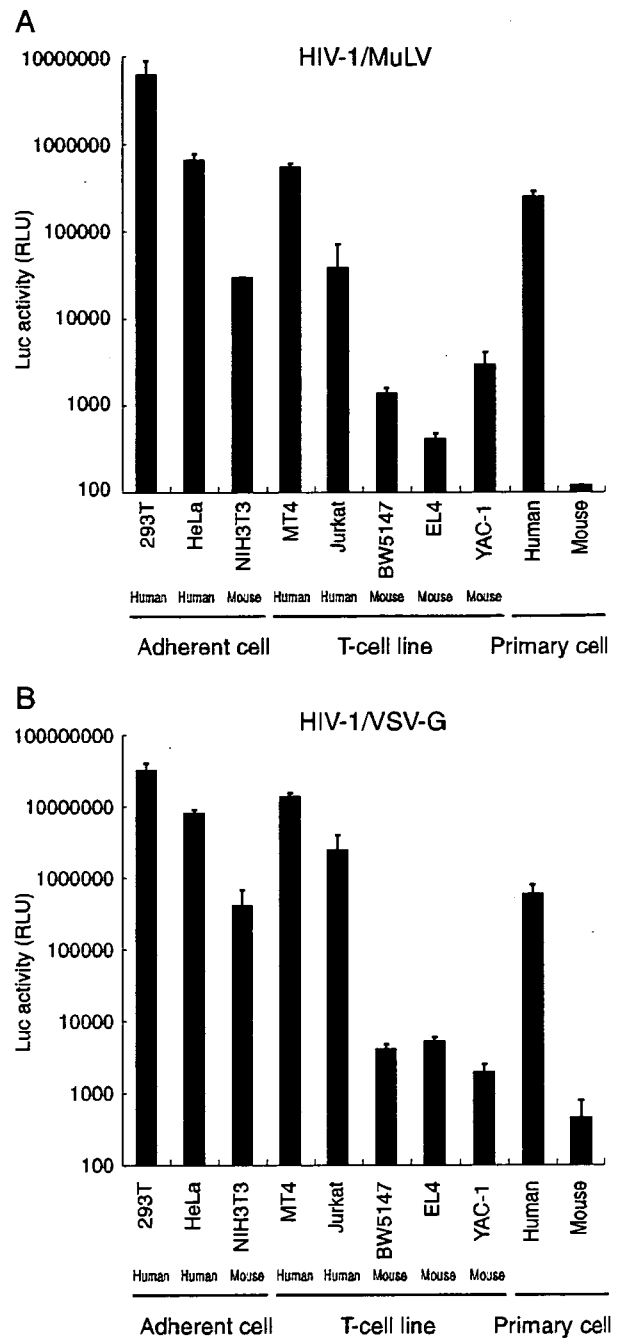 A
HIV-1/MuLV
Luc activity (RLU)
10000000
1000000
100000
10000
1000
100
293T HeLa NIH3T3 MT4 Jurkat BW5147 EL4 YAC-1 Human Mouse
Human Human Mouse Human Human Mouse Mouse Mouse
Adherent cell T-cell line Primary cell
B
HIV-1/VSV-G
Luc activity (RLU)
100000000
10000000
1000000
100000
10000
1000
100
293T HeLa NIH3T3 MT4 Jurkat BW5147 EL4 YAC-1 Human Mouse
Human Human Mouse Human Human Mouse Mouse Mouse
Adherent cell T-cell line Primary cell